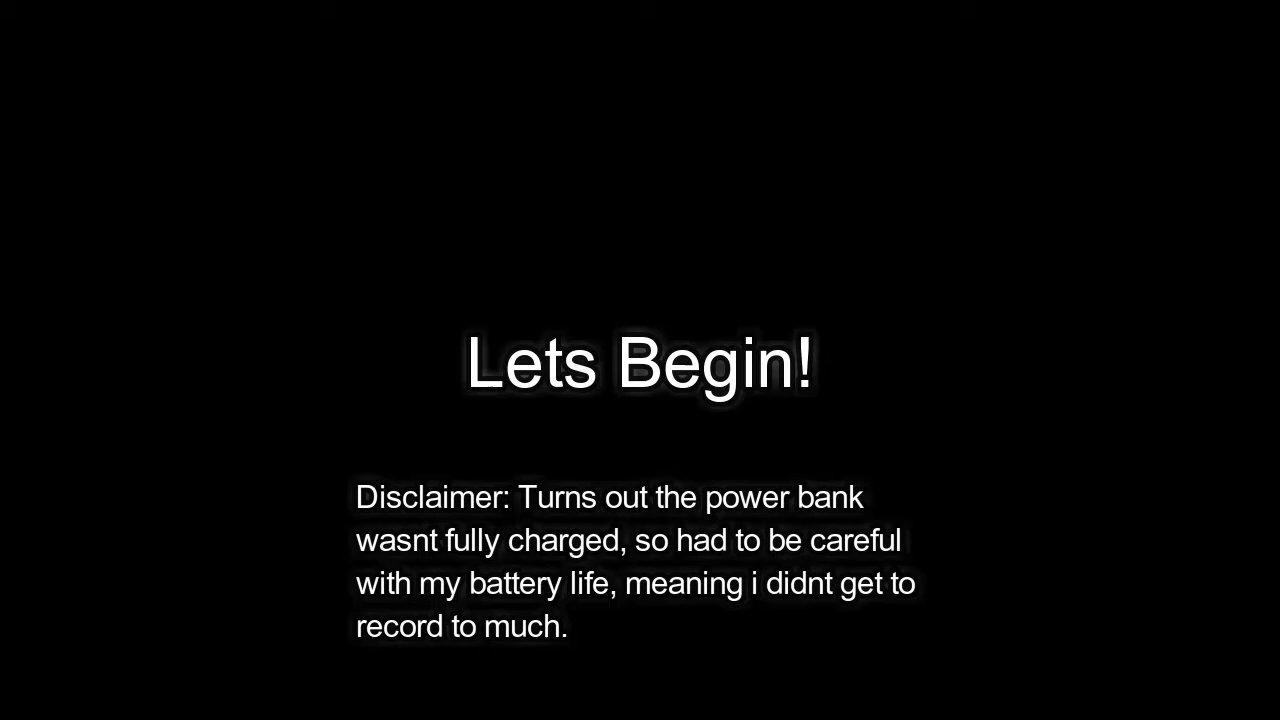 Lets Begin!
Disclaimer: Turns out the power bank
wasnt fully charged, so had to be careful
with my battery life, meaning i didnt get to
record to much.